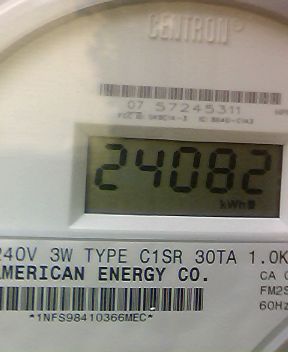 CENTRON®
07 57245311
24082
kWh
240V 3W TYPE C1SR 30TA 1.0K
AMERICAN ENERGY CO.
CA
FM2S
60Hz
*1NFS98410366MEC*